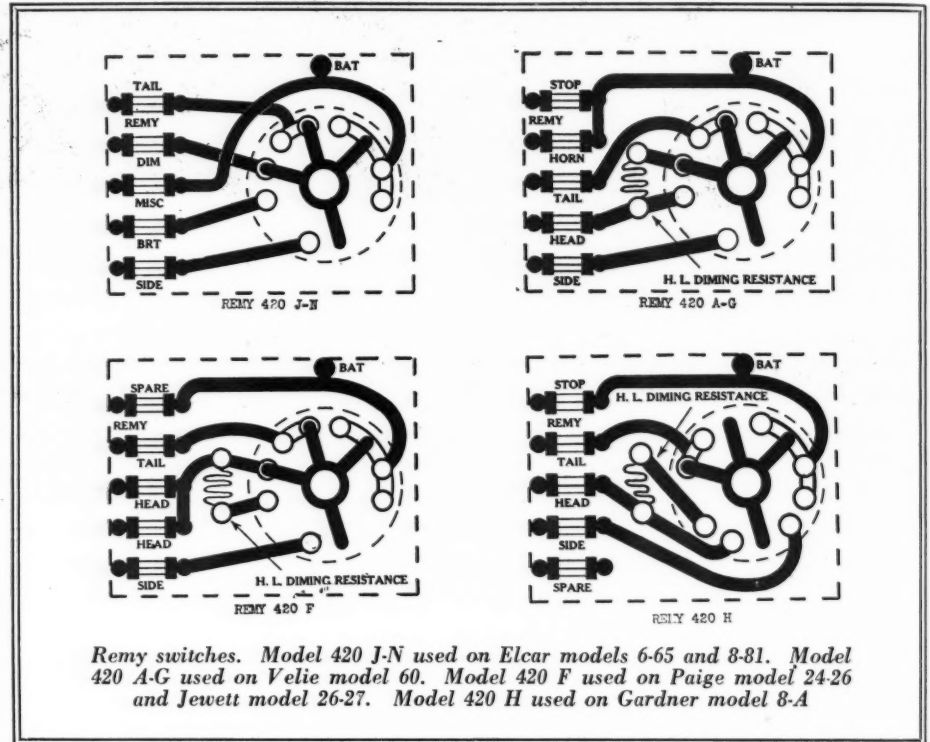 BAT
TAIL
REMY
DIM
MISC
BRT
SIDE
REMY 420 J-N
BAT
STOP
REMY
HORN
TAIL
HEAD
SIDE
H. L. DIMING RESISTANCE
REMY 420 A-G
BAT
SPARE
REMY
TAIL
HEAD
HEAD
SIDE
H. L. DIMING RESISTANCE
REMY 420 F
BAT
STOP
H. L. DIMING RESISTANCE
REMY
TAIL
HEAD
SIDE
SPARE
420 H
Remy switches. Model 420 J-N used on Elcar models 6-65 and 8-81. Model
420 A-G used on Velie model 60. Model 420 F used on Paige model 24-26
and Jewett model 26-27. Model 420 H used on Gardner model 8-A